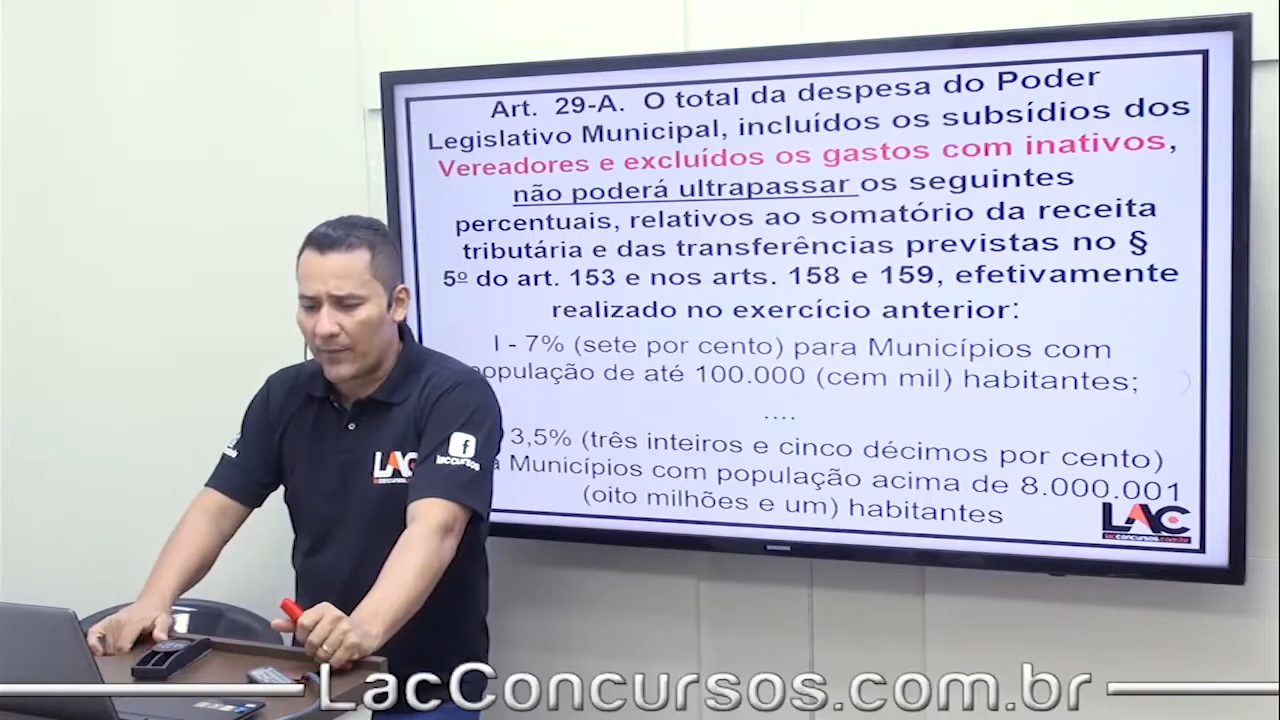 Art. 29-A. O total da despesa do Poder
Legislativo Municipal, incluídos os subsídios dos
Vereadores e excluídos os gastos com inativos,
não poderá ultrapassar os seguintes
percentuais, relativos ao somatório da receita
tributária e das transferências previstas no §
5º do art. 153 e nos arts. 158 e 159, efetivamente
realizado no exercício anterior:
I - 7% (sete por cento) para Municípios com
população de até 100.000 (cem mil) habitantes;
....
3,5% (três inteiros e cinco décimos por cento)
Municípios com população acima de 8.000.001
(oito milhões e um) habitantes
LAC
lacconcursos.com.br
SAMSUNG
LAC
f
LacConcursos.com.br